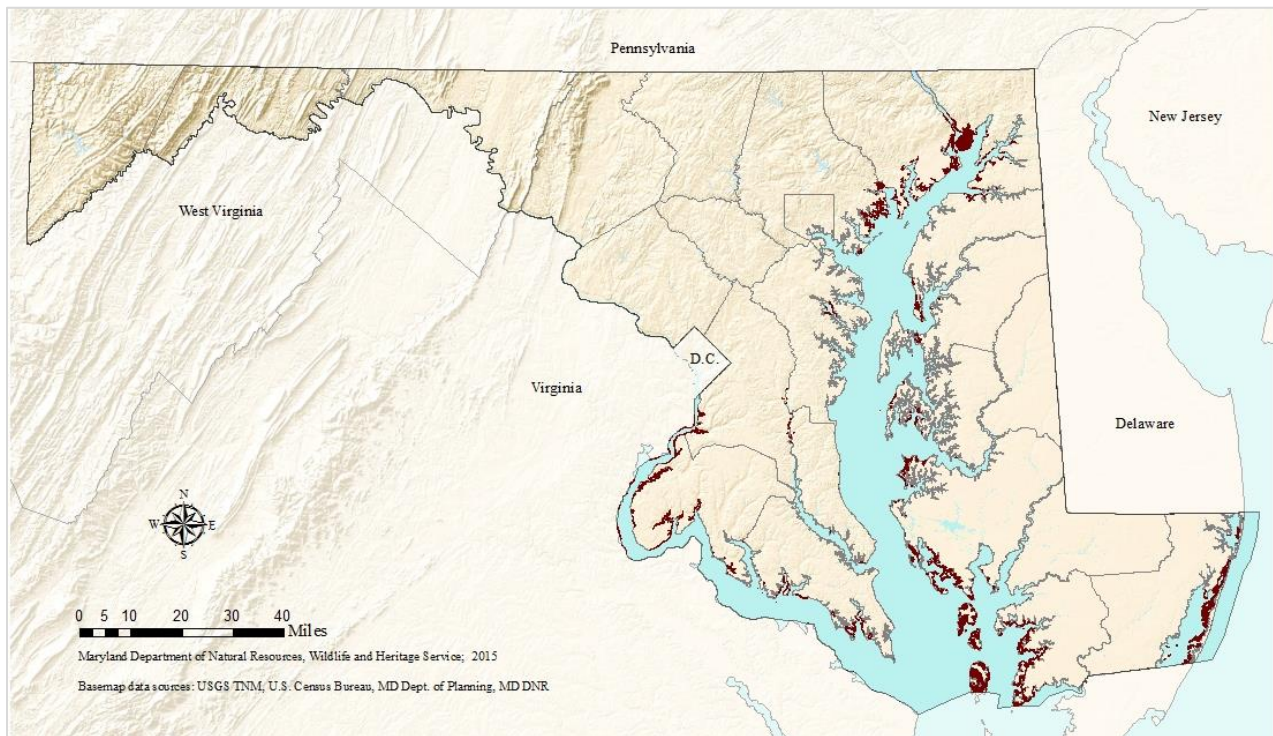 Pennsylvania
New Jersey
West Virginia
D.C.
Virginia
Delaware
N
W E
S
0 5 10 20 30 40
Miles
Maryland Department of Natural Resources, Wildlife and Heritage Service; 2015
Basemap data sources: USGS TNM, U.S. Census Bureau, MD Dept. of Planning, MD DNR